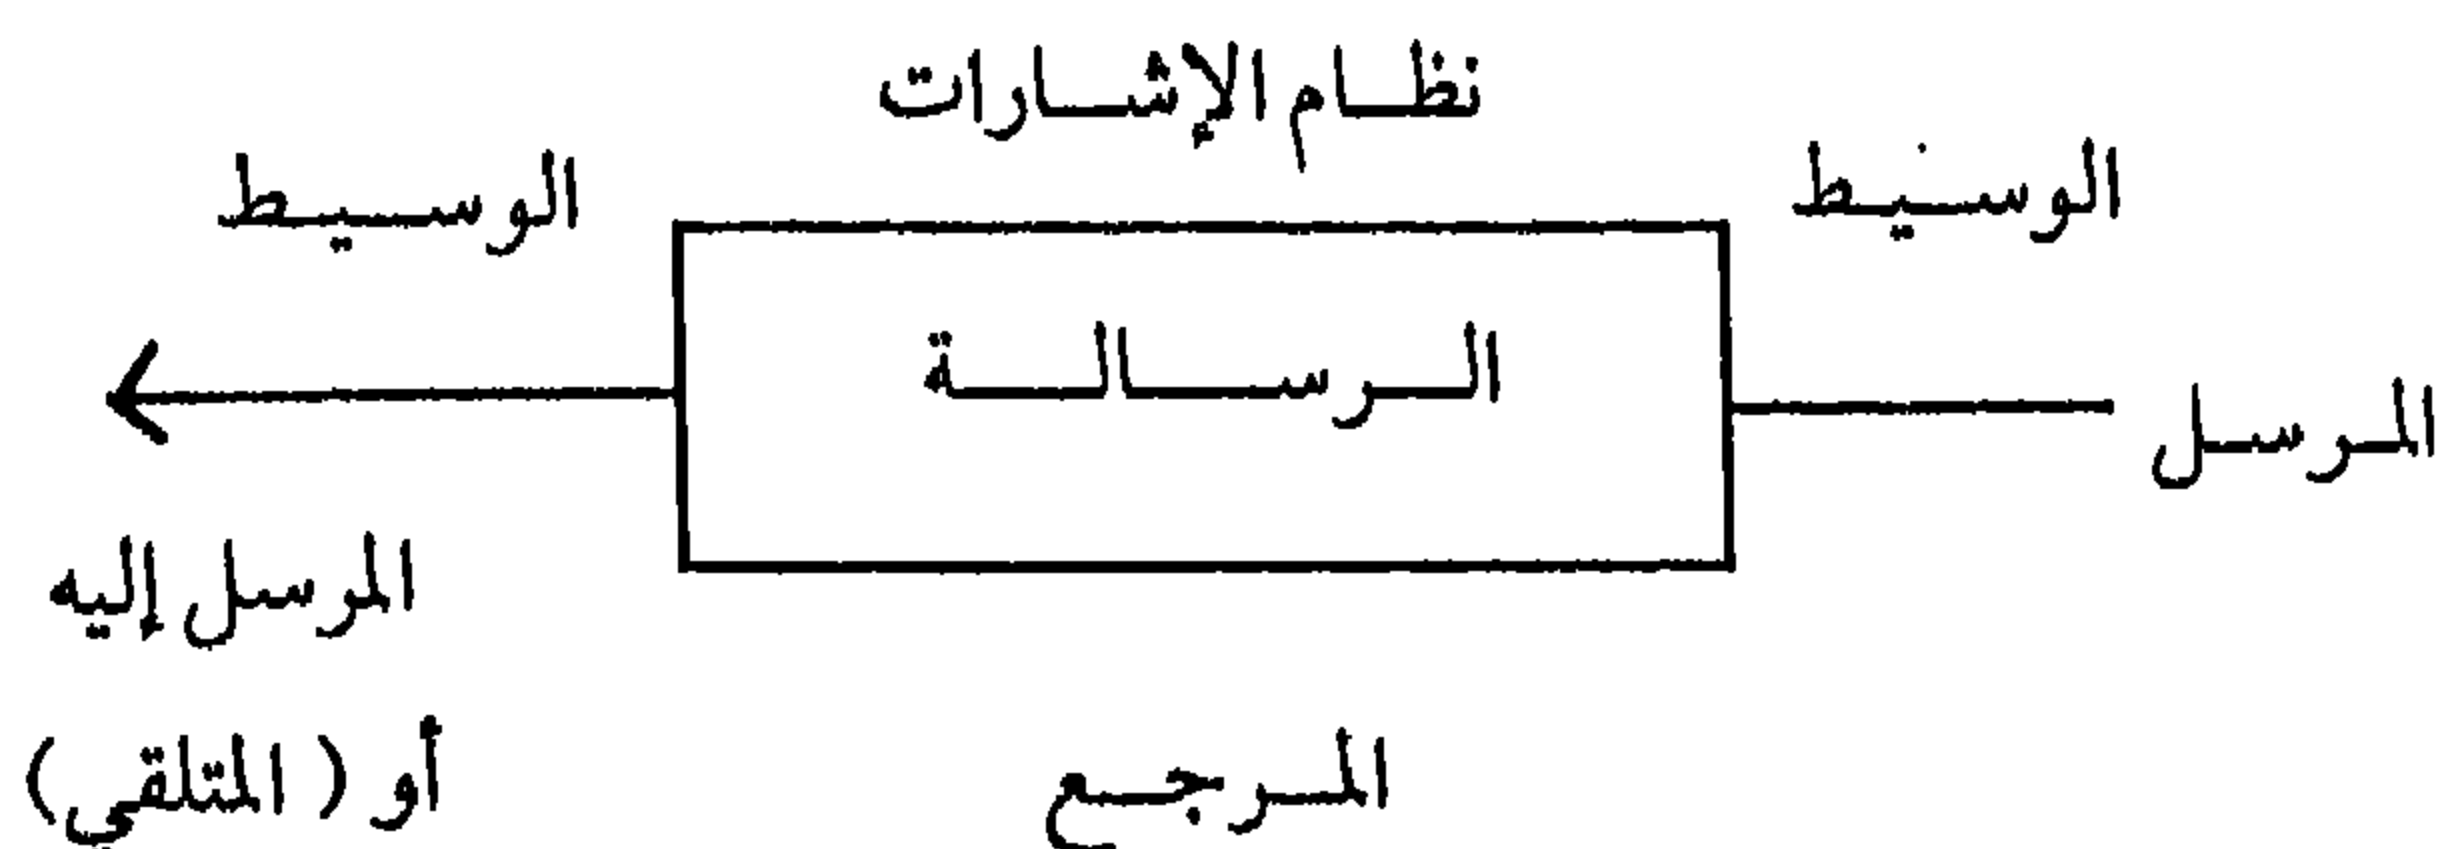 نظام الإشارات
الوسيط
الوسيط
الرسالة
المرسل
المرسل إليه
أو ( المتلقي )
المرجع